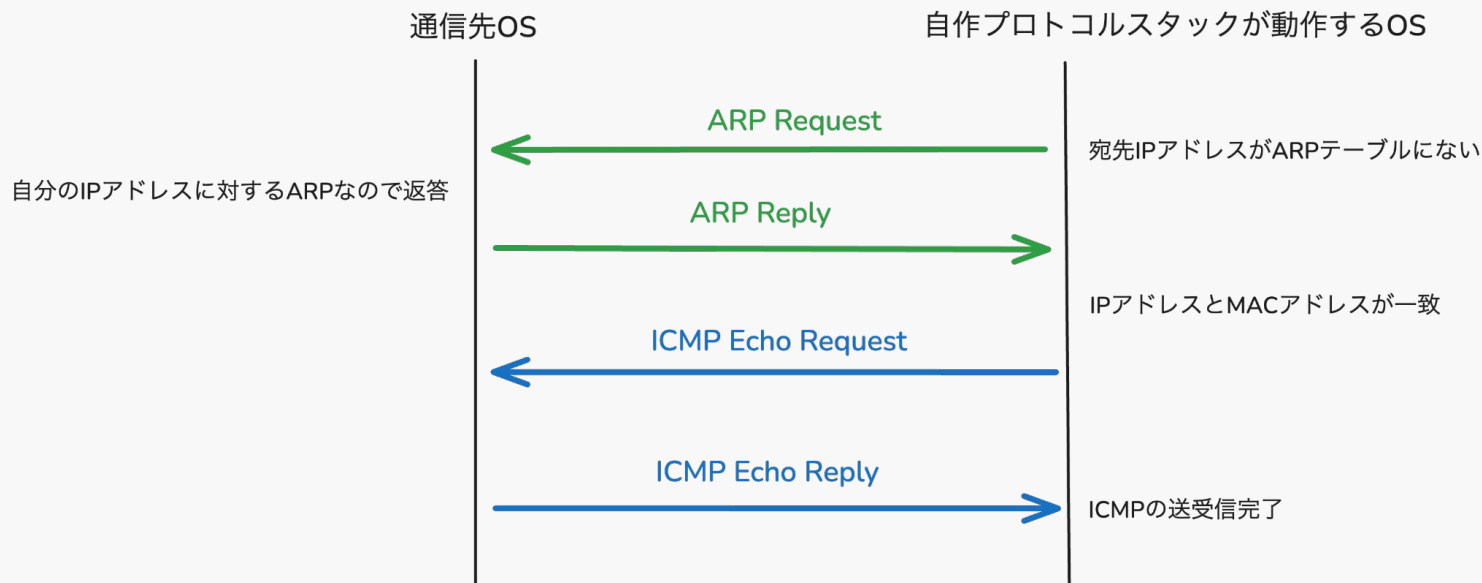 通信先OS
自作プロトコルスタックが動作するOS
ARP Request
宛先IPアドレスがARPテーブルにない
自分のIPアドレスに対するARPなので返答
ARP Reply
IPアドレスとMACアドレスが一致
ICMP Echo Request
ICMP Echo Reply
ICMPの送受信完了